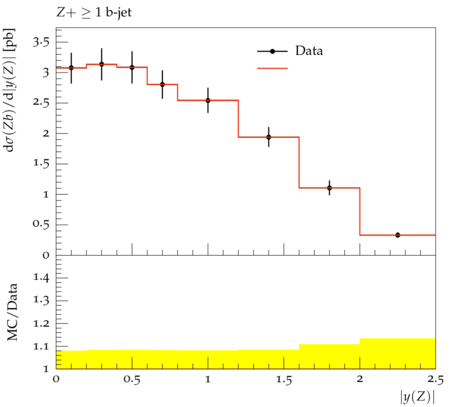 Z+ ≥ 1 b-jet
dσ(Zb)/d|y(Z)| [pb]
3.5
3
2.5
2
1.5
1
0.5
0
Data
MC/Data
1.4
1.3
1.2
1.1
1
0 0.5 1 1.5 2 2.5
|y(Z)|